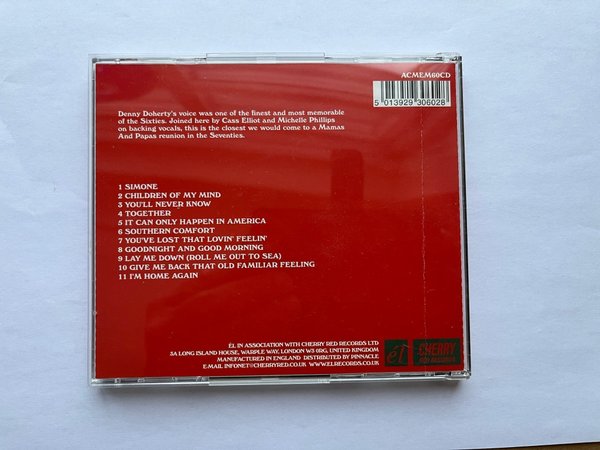 ACMEM60CD
5 013929 306028
Denny Doherty's voice was one of the finest and most memorable
of the Sixties. Joined here by Cass Elliot and Michelle Phillips
on backing vocals, this is the closest we would come to a Mamas
And Papas reunion in the Seventies.
1 SIMONE
2 CHILDREN OF MY MIND
3 YOU'LL NEVER KNOW
4 TOGETHER
5 IT CAN ONLY HAPPEN IN AMERICA
6 SOUTHERN COMFORT
7 YOU'VE LOST THAT LOVIN' FEELIN'
8 GOODNIGHT AND GOOD MORNING
9 LAY ME DOWN (ROLL ME OUT TO SEA)
10 GIVE ME BACK THAT OLD FAMILIAR FEELING
11 I'M HOME AGAIN
ÉL IN ASSOCIATION WITH CHERRY RED RECORDS LTD
3A LONG ISLAND HOUSE, WARPLE WAY, LONDON W3 0RG, UNITED KINGDOM
MANUFACTURED IN ENGLAND DISTRIBUTED BY PINNACLE
E-MAIL INFONET@CHERRYRED.CO.UK WWW.ELRECORDS.CO.UK
él
CHERRY
RED RECORDS